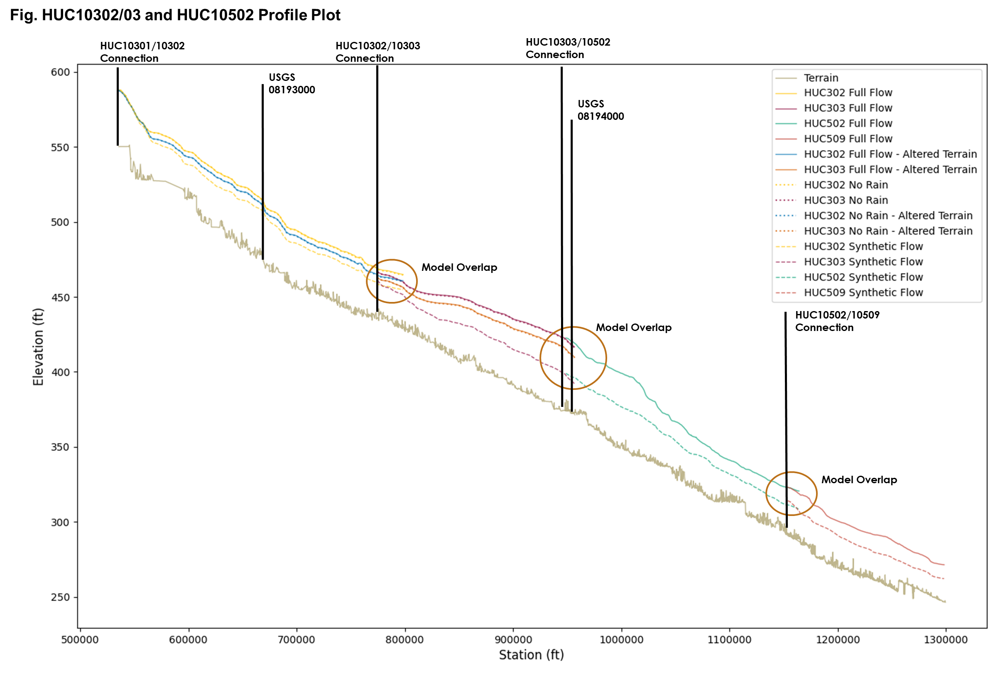 Fig. HUC10302/03 and HUC10502 Profile Plot
HUC10301/10302
Connection
HUC10302/10303
Connection
HUC10303/10502
Connection
USGS
08193000
USGS
08194000
Terrain
HUC302 Full Flow
HUC303 Full Flow
HUC502 Full Flow
HUC509 Full Flow
HUC302 Full Flow - Altered Terrain
HUC303 Full Flow - Altered Terrain
HUC302 No Rain
HUC303 No Rain
HUC302 No Rain - Altered Terrain
HUC303 No Rain - Altered Terrain
HUC302 Synthetic Flow
HUC303 Synthetic Flow
HUC502 Synthetic Flow
HUC509 Synthetic Flow
Model Overlap
Model Overlap
HUC10502/10509
Connection
Model Overlap
Elevation (ft)
600
550
500
450
400
350
300
250
500000 600000 700000 800000 900000 1000000 1100000 1200000 1300000
Station (ft)